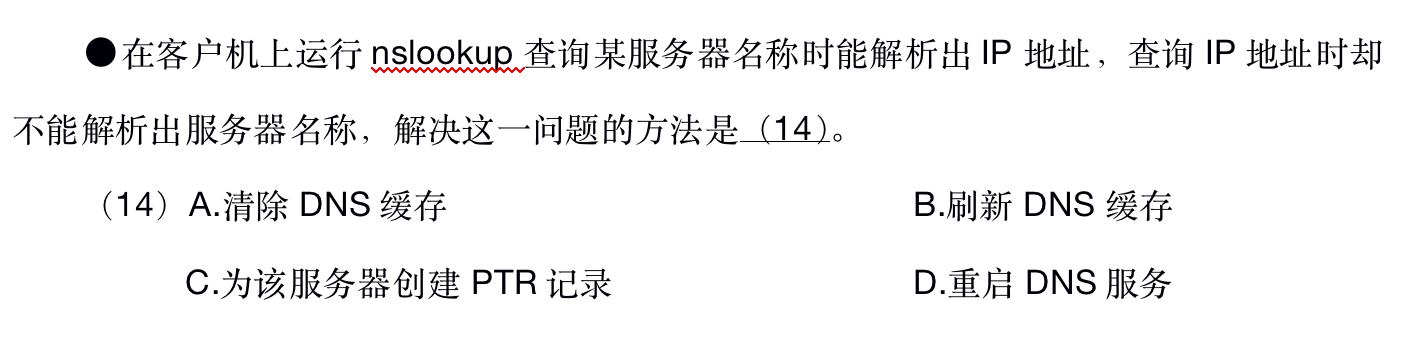 ●在客户机上运行 nslookup 查询某服务器名称时能解析出 IP 地址，查询 IP 地址时却
不能解析出服务器名称，解决这一问题的方法是（14）。
（14）A.清除 DNS 缓存 B.刷新 DNS 缓存
C.为该服务器创建 PTR 记录 D.重启 DNS 服务